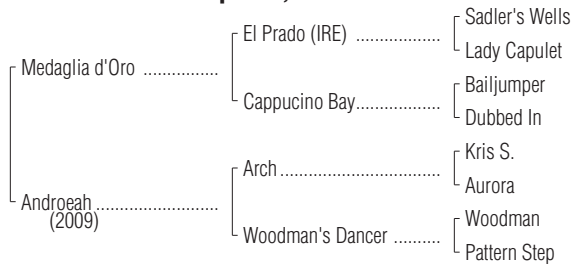 Sadler's Wells
El Prado (IRE) ..................
Lady Capulet
Medaglia d'Oro ................
Bailjumper
Cappucino Bay....................
Dubbed In
Kris S.
Arch...................................
Aurora
Androeah ..........................
(2009)
Woodman
Woodman's Dancer ..........
Pattern Step